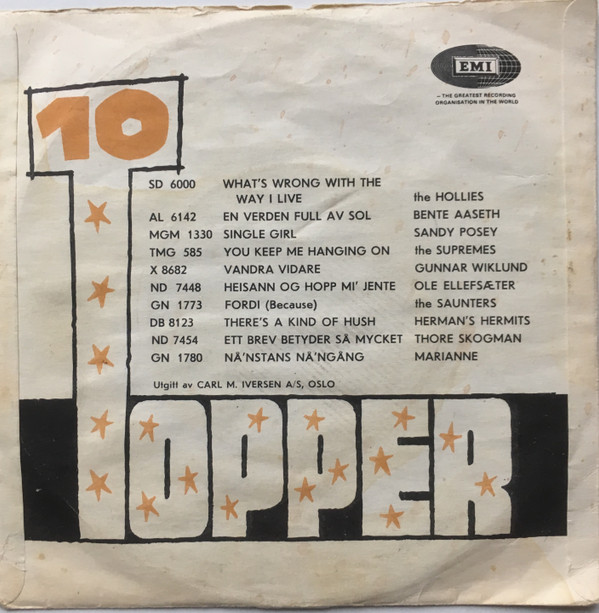 EMI
— THE GREATEST RECORDING
ORGANISATION IN THE WORLD
10
SD 6000 WHAT'S WRONG WITH THE
WAY I LIVE the HOLLIES
AL 6142 EN VERDEN FULL AV SOL BENTE AASETH
MGM 1330 SINGLE GIRL SANDY POSEY
TMG 585 YOU KEEP ME HANGING ON the SUPREMES
X 8682 VANDRA VIDARE GUNNAR WIKLUND
ND 7448 HEISANN OG HOPP MI' JENTE OLE ELLEFSÆTER
GN 1773 FORDI (Because) the SAUNTERS
DB 8123 THERE'S A KIND OF HUSH HERMAN'S HERMITS
ND 7454 ETT BREV BETYDER SÅ MYCKET THORE SKOGMAN
GN 1780 NÅ'NSTANS NÅ'NGÅNG MARIANNE
Utgitt av CARL M. IVERSEN A/S, OSLO
TOPPER